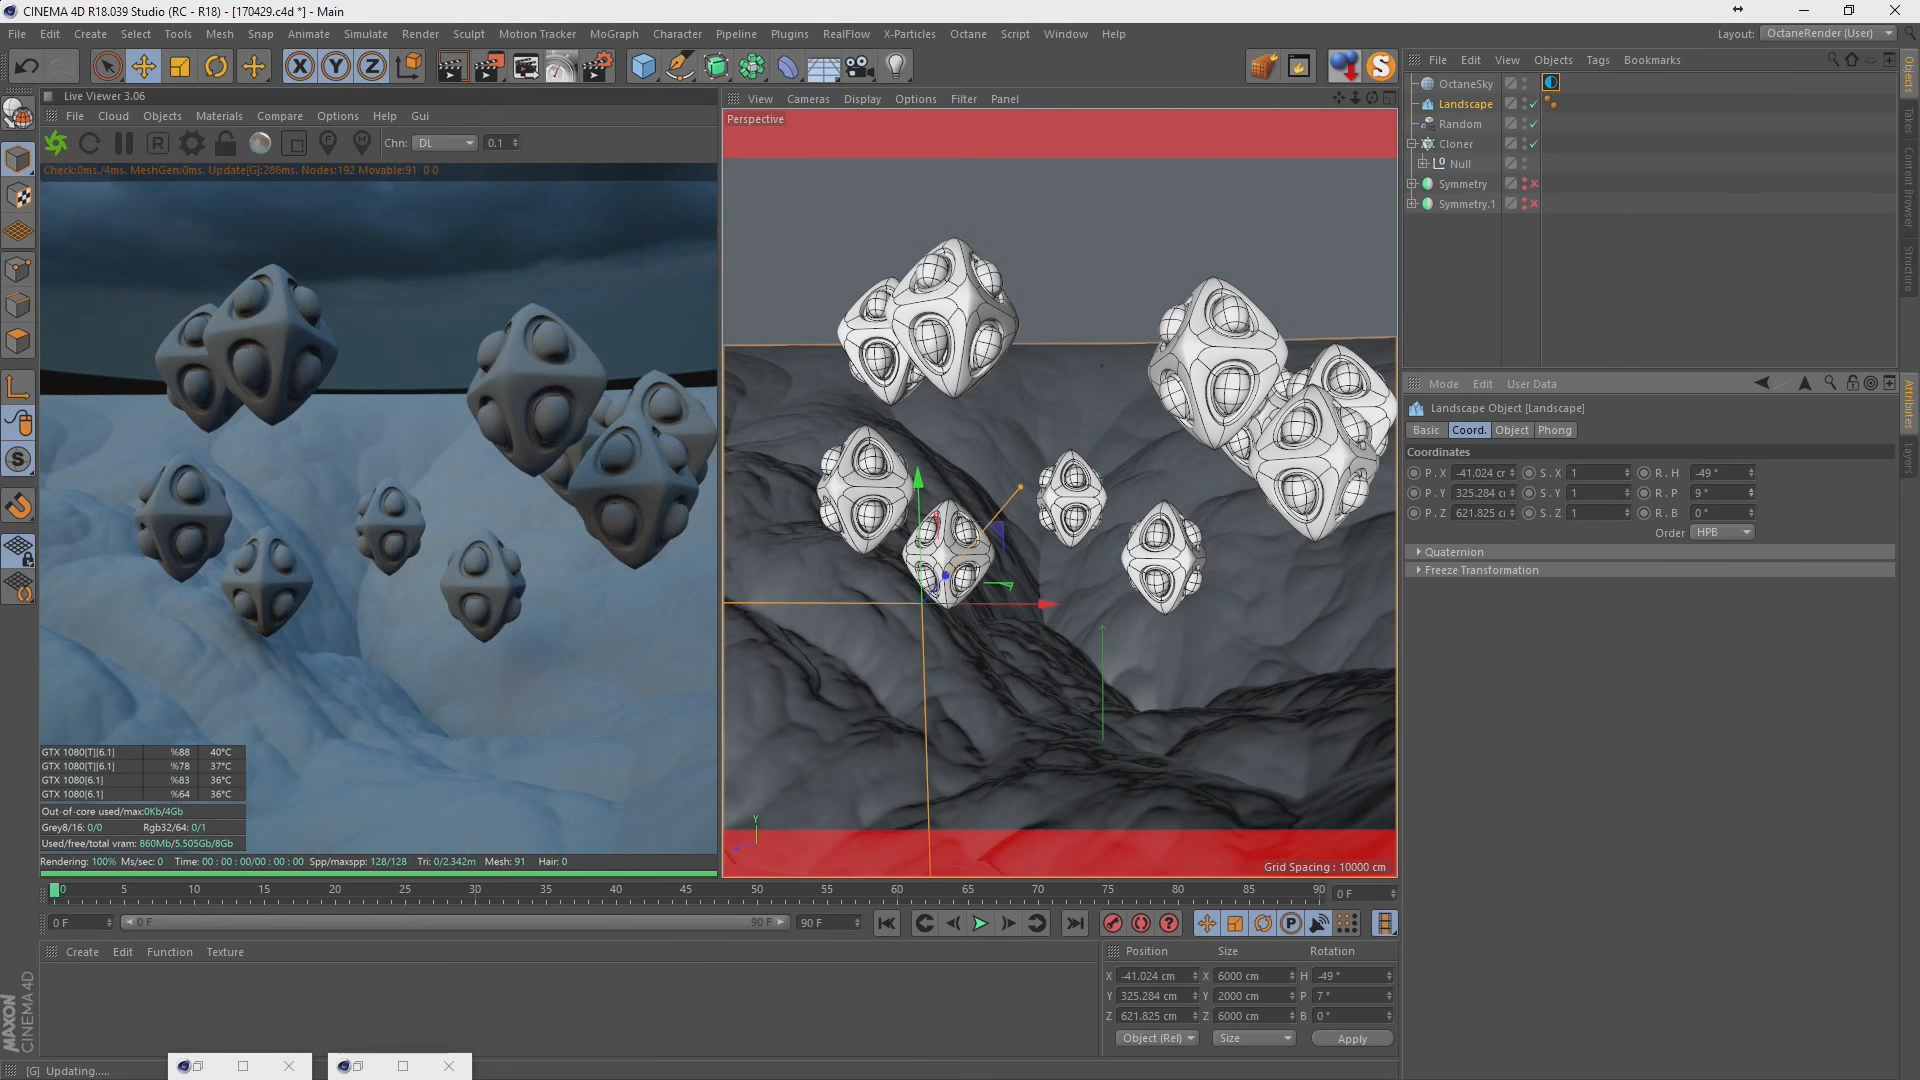 CINEMA 4D R18.039 Studio (RC - R18) - [170429.c4d *] - Main
File Edit Create Select Tools Mesh Snap Animate Simulate Render Sculpt Motion Tracker MoGraph Character Pipeline Plugins RealFlow X-Particles Octane Script Window Help
Layout: OctaneRender (User)
Live Viewer 3.06
File Cloud Objects Materials Compare Options Help Gui
Chn: DL 0.1
Check:0ms./4ms. MeshGen:0ms. Update[G]:286ms. Nodes:192 Movable:91 0 0
GTX 1080[T][6.1] %88 40°C
GTX 1080[T][6.1] %78 37°C
GTX 1080[6.1] %83 36°C
GTX 1080[6.1] %64 36°C
Out-of-core used/max:0Kb/4Gb
Grey8/16: 0/0 Rgb32/64: 0/1
Used/free/total vram: 860Mb/5.505Gb/8Gb
Rendering: 100% Ms/sec: 0 Time: 00 : 00 : 00/00 : 00 : 00 Spp/maxspp: 128/128 Tri: 0/2.342m Mesh: 91 Hair: 0
View Cameras Display Options Filter Panel
Perspective
Y
Grid Spacing : 10000 cm
File Edit View Objects Tags Bookmarks
OctaneSky
Landscape
Random
Cloner
Null
Symmetry
Symmetry.1
Objects
Takes
Content Browser
Structure
Mode Edit User Data
Landscape Object [Landscape]
Basic Coord. Object Phong
Coordinates
P . X -41.024 cr S . X 1 R . H -49 °
P . Y 325.284 cı S . Y 1 R . P 9 °
P . Z 621.825 cı S . Z 1 R . B 0 °
Order HPB
Quaternion
Freeze Transformation
Attributes
Layers
0 5 10 15 20 25 30 35 40 45 50 55 60 65 70 75 80 85 90 0 F
0 F 0 F 90 F 90 F
Create Edit Function Texture
Position Size Rotation
X -41.024 cm X 6000 cm H -49 °
Y 325.284 cm Y 2000 cm P 7 °
Z 621.825 cm Z 6000 cm B 0 °
Object (Rel) Size Apply
MAXON
CINEMA 4D
[G] Updating.....